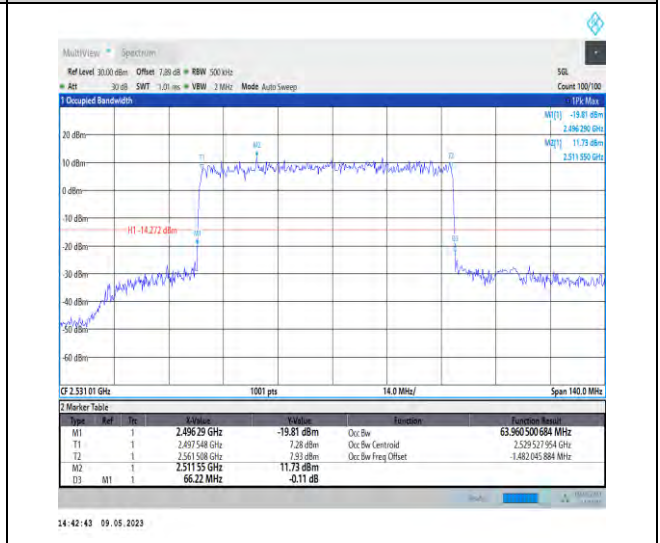 MultiView Spectrum
Ref Level 30.00 dBm Offset 7.89 dB RBW 500 kHz SGL
Att 30 dB SWT 1.01 ms VBW 2 MHz Mode Auto Sweep Count 100/100
1 Occupied Bandwidth 1Pk Max
M1[1] -19.81 dBm
2.496 290 GHz
20 dBm M2[1] 11.73 dBm
2.511 550 GHz
M2
T1 T2
10 dBm
0 dBm
-10 dBm
H1 -14.272 dBm
M1
D3
-20 dBm
-30 dBm
-40 dBm
-50 dBm
-60 dBm
CF 2.531 01 GHz 1001 pts 14.0 MHz/ Span 140.0 MHz
2 Marker Table
Type Ref Trc X-Value Y-Value Function Function Result
M1 1 2.496 29 GHz -19.81 dBm Occ Bw 63.960 500 684 MHz
T1 1 2.497 548 GHz 7.28 dBm Occ Bw Centroid 2.529 527 954 GHz
T2 1 2.561 508 GHz 7.93 dBm Occ Bw Freq Offset -1.482 045 884 MHz
M2 1 2.511 55 GHz 11.73 dBm
D3 M1 1 66.22 MHz -0.11 dB
14:42:43 09.05.2023